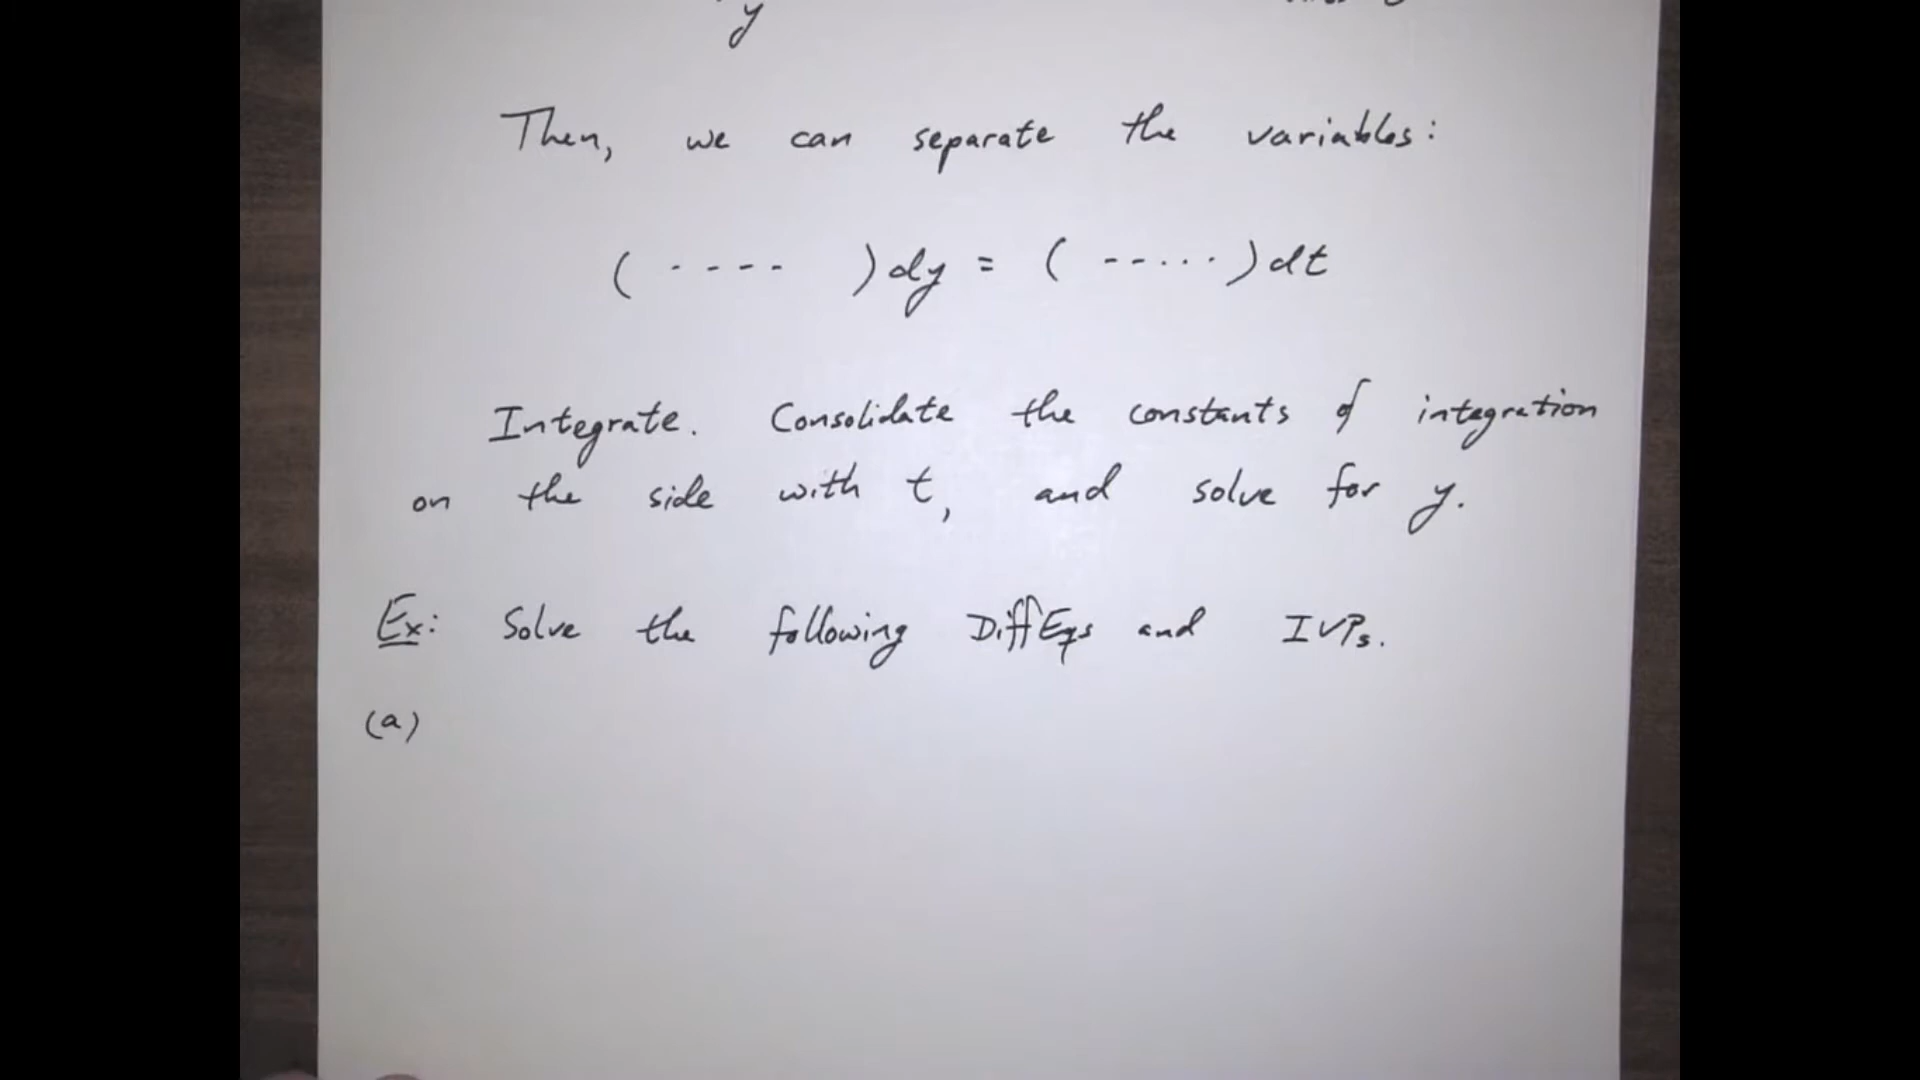 y
Then, we can separate the variables:
( ---- ) dy = ( ----- ) dt
Integrate. Consolidate the constants of integration
on the side with t, and solve for y.
Ex: Solve the following DiffEqs and IVPs.
(a)